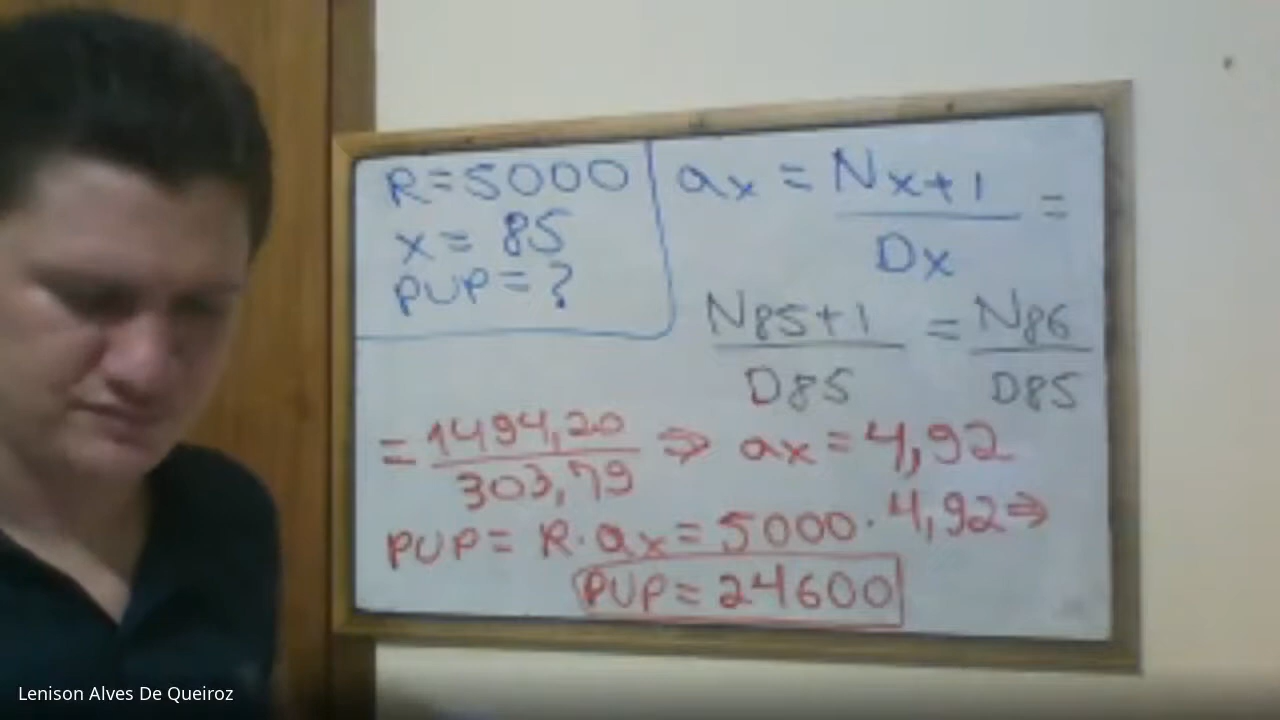 R=5000
x= 85
PUP=?
ax = Nx+1 / Dx =
N85+1 / D85 = N86 / D85
= 1494,20 / 303,79 ⇒ ax = 4,92
PUP= R·ax = 5000·4,92⇒
PUP= 24600
Lenison Alves De Queiroz